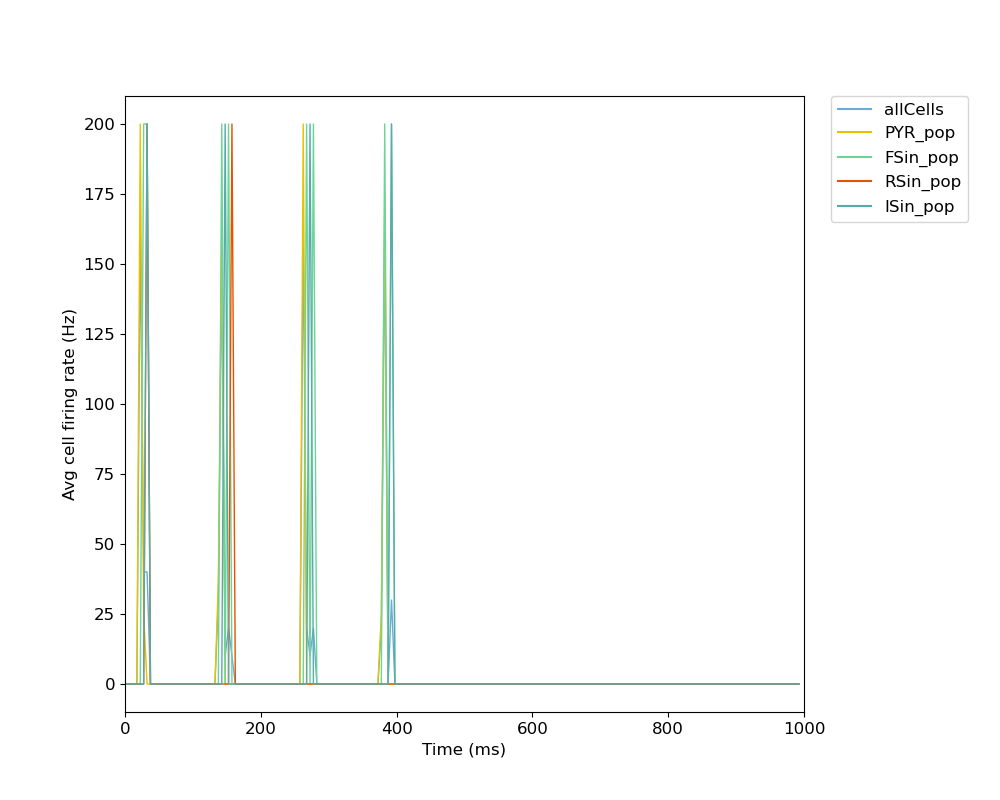 200
175
150
125
100
75
50
25
0
Avg cell firing rate (Hz)
0 200 400 600 800 1000
Time (ms)
allCells
PYR_pop
FSin_pop
RSin_pop
ISin_pop